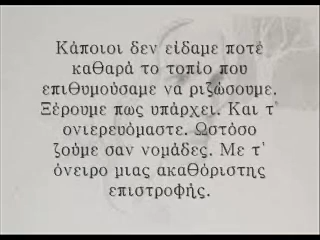 Κάποιοι δεν είδαμε ποτέ
καθαρά το τοπίο που
επιθυμούσαμε να ριζώσουμε.
Ξέρουμε πως υπάρχει. Και τ'
ονιερευόμαστε. Ωστόσο
ζούμε σαν νομάδες. Με τ'
όνειρο μιας ακαθόριστης
επιστροφής.